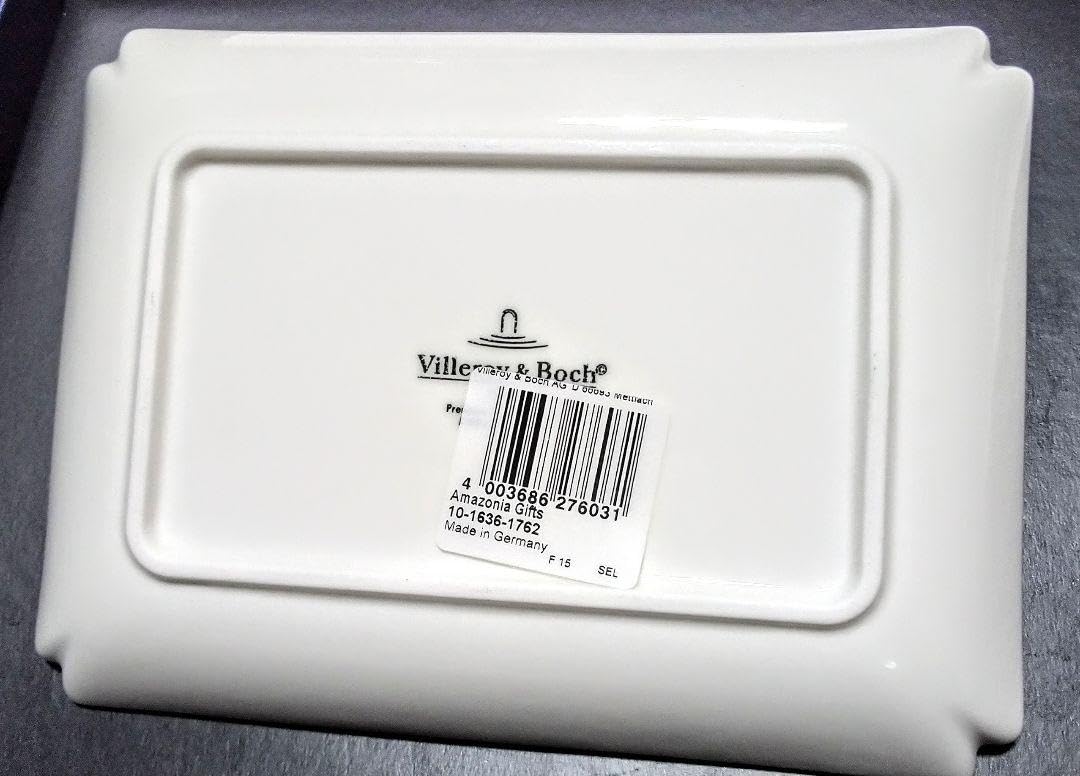 Villeroy & Boch©
Villeroy & Boch AG D 66693 Mettlach
4 003686 276031
Amazonia Gifts
10-1636-1762
Made in Germany
F 15 SEL